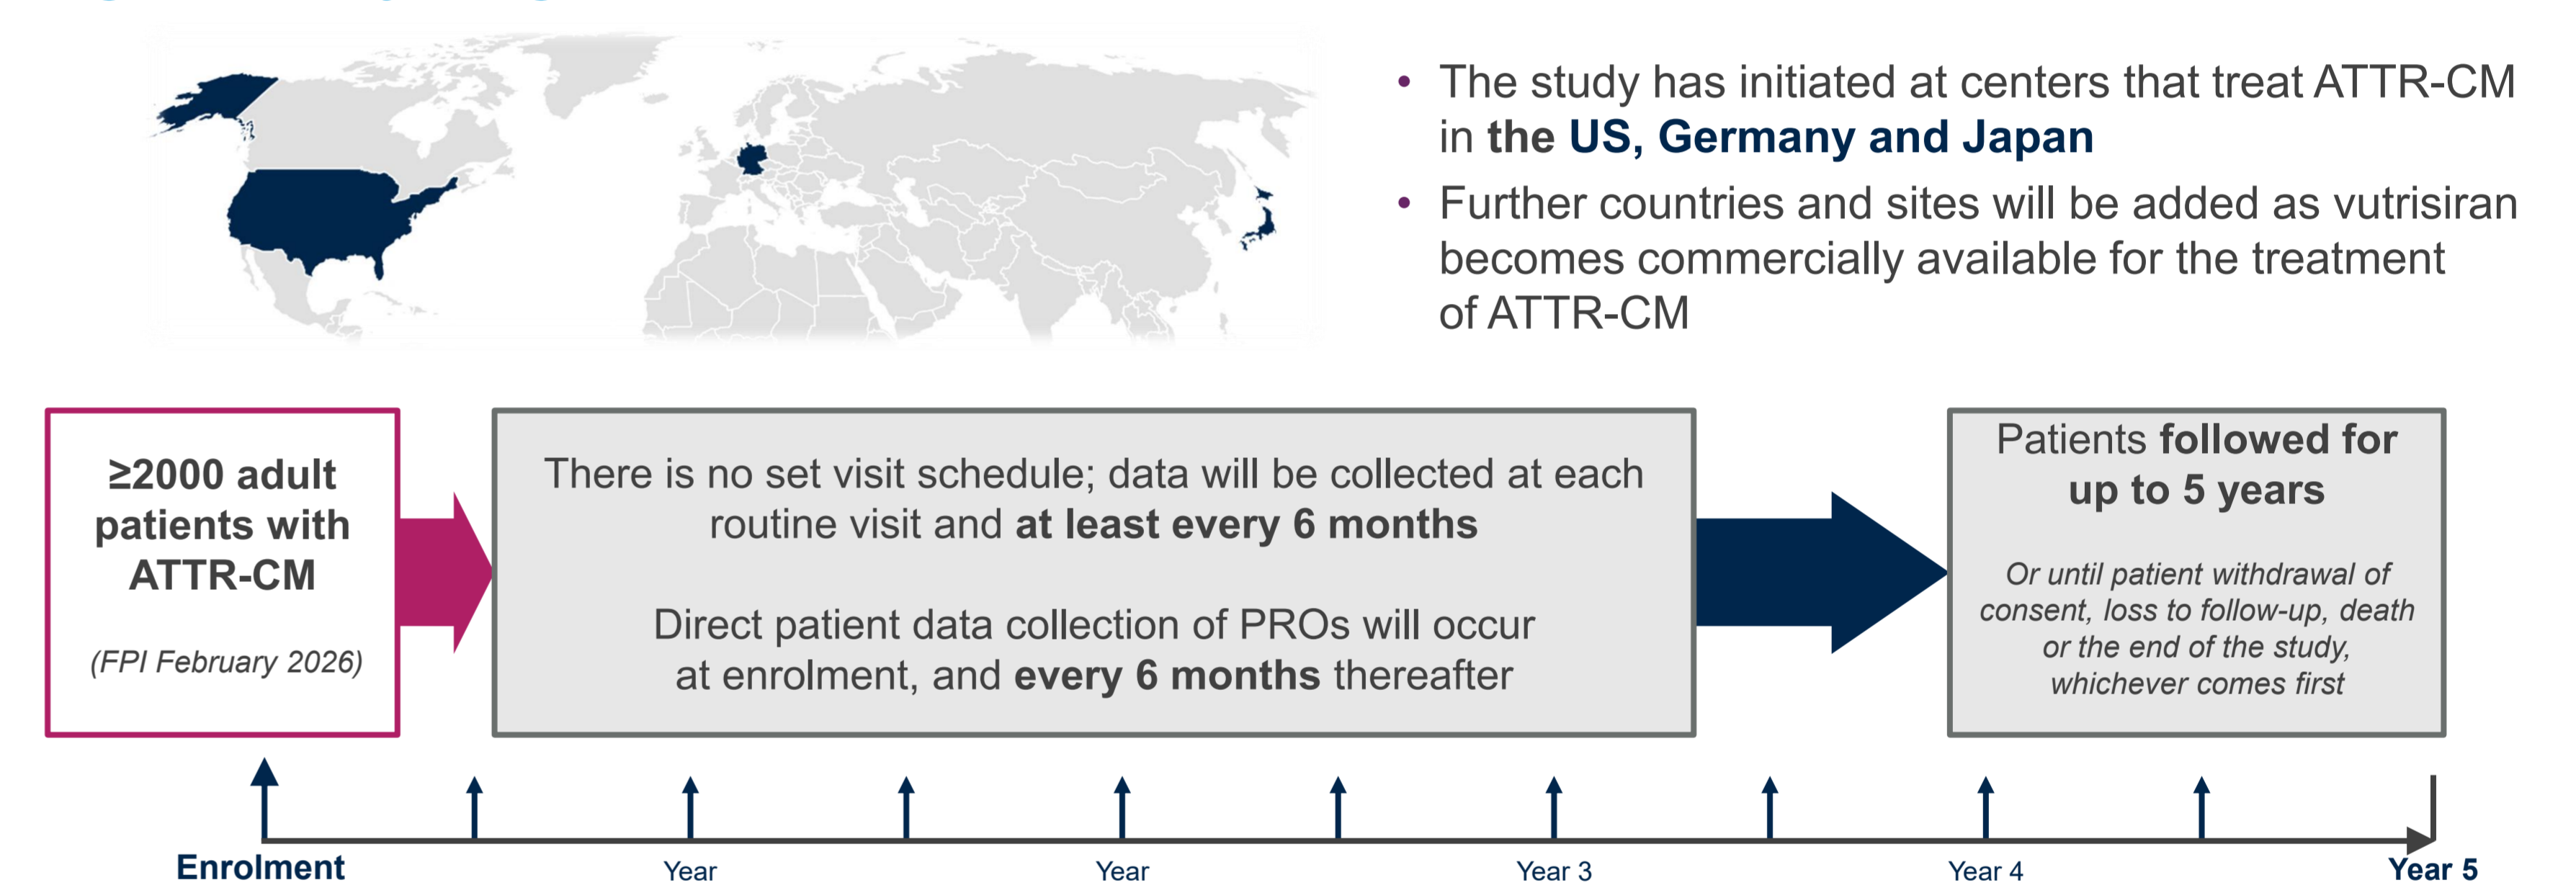 • The study has initiated at centers that treat ATTR-CM
in the US, Germany and Japan
• Further countries and sites will be added as vutrisiran
becomes commercially available for the treatment
of ATTR-CM
≥2000 adult
patients with
ATTR-CM
(FPI February 2026)
There is no set visit schedule; data will be collected at each
routine visit and at least every 6 months
Direct patient data collection of PROs will occur
at enrolment, and every 6 months thereafter
Patients followed for
up to 5 years
Or until patient withdrawal of
consent, loss to follow-up, death
or the end of the study,
whichever comes first
Enrolment
Year
Year
Year 3
Year 4
Year 5